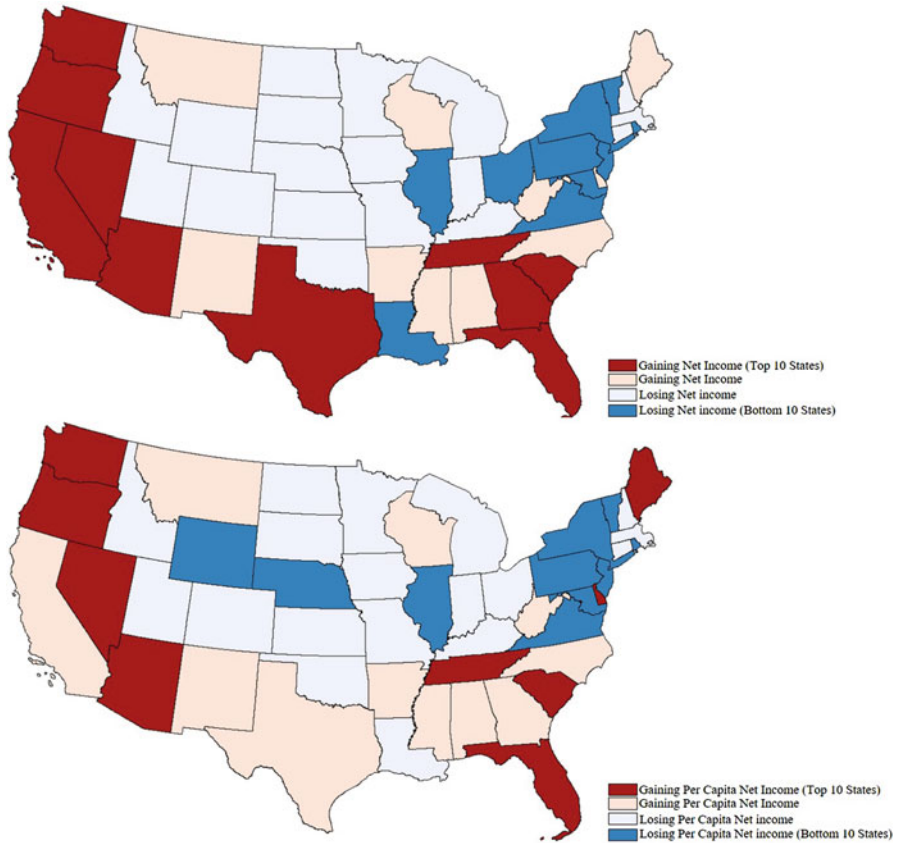 Gaining Net Income (Top 10 States)
Gaining Net Income
Losing Net income
Losing Net income (Bottom 10 States)
Gaining Per Capita Net Income (Top 10 States)
Gaining Per Capita Net Income
Losing Per Capita Net income
Losing Per Capita Net income (Bottom 10 States)